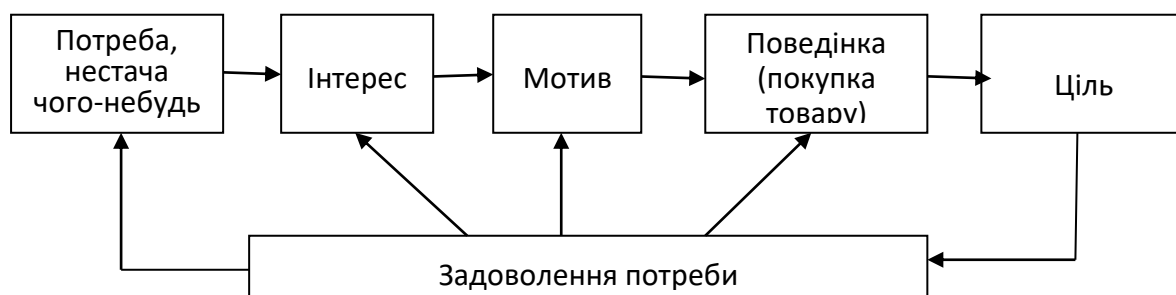 Потреба,
нестача
чого-небудь
Інтерес
Мотив
Поведінка
(покупка
товару)
Ціль
Задоволення потреби